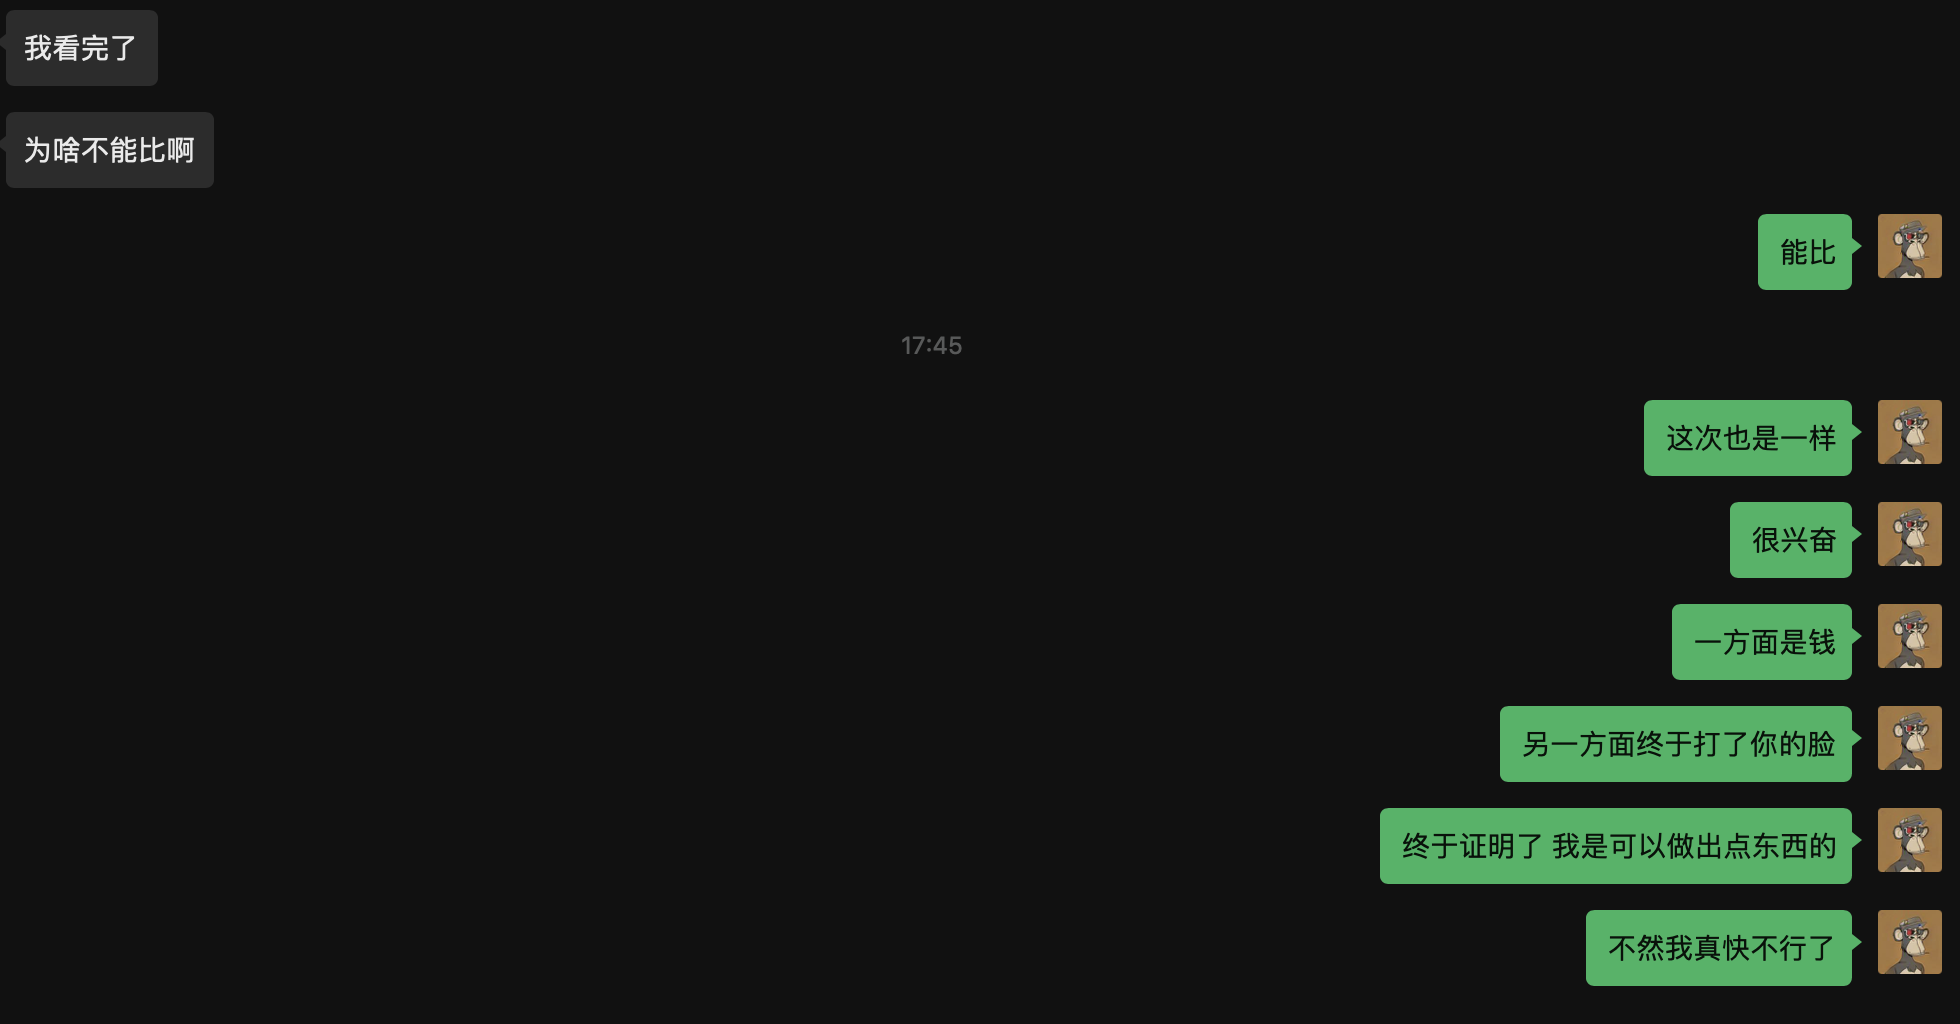 我看完了
为啥不能比啊
能比
17:45
这次也是一样
很兴奋
一方面是钱
另一方面终于打了你的脸
终于证明了 我是可以做出点东西的
不然我真快不行了